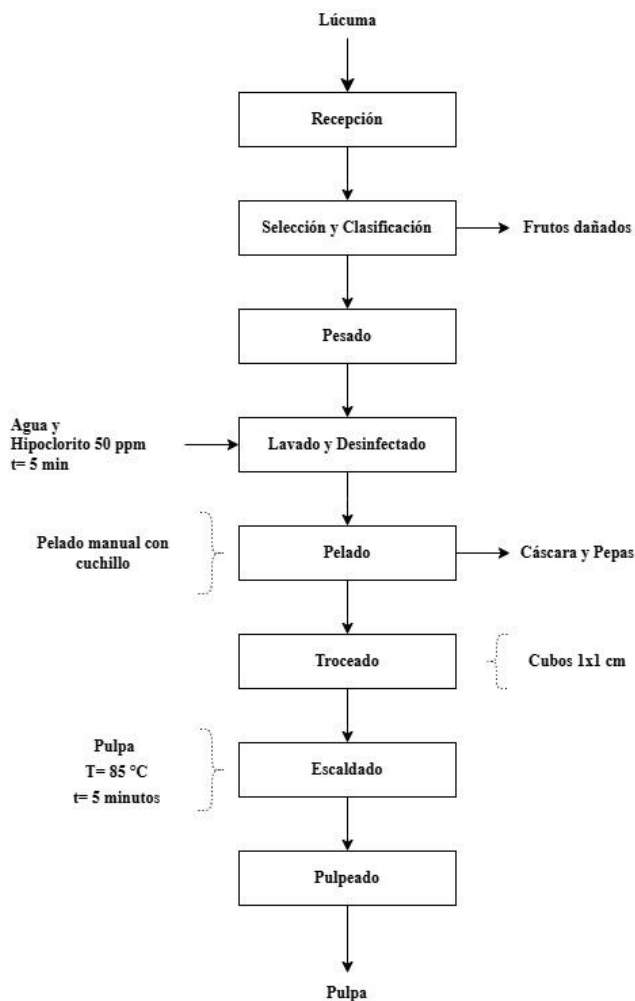 Lúcuma
Recepción
Selección y Clasificación
Frutos dañados
Pesado
Agua y
Hipoclorito 50 ppm
t= 5 min
Lavado y Desinfectado
Pelado manual con
cuchillo
Pelado
Cáscara y Pepas
Troceado
Cubos 1x1 cm
Pulpa
T= 85 °C
t= 5 minutos
Escaldado
Pulpeado
Pulpa